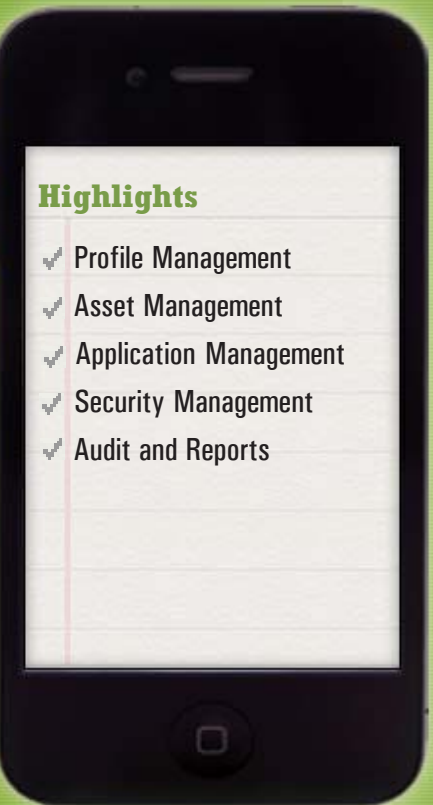 Highlights
Profile Management
Asset Management
Application Management
Security Management
Audit and Reports